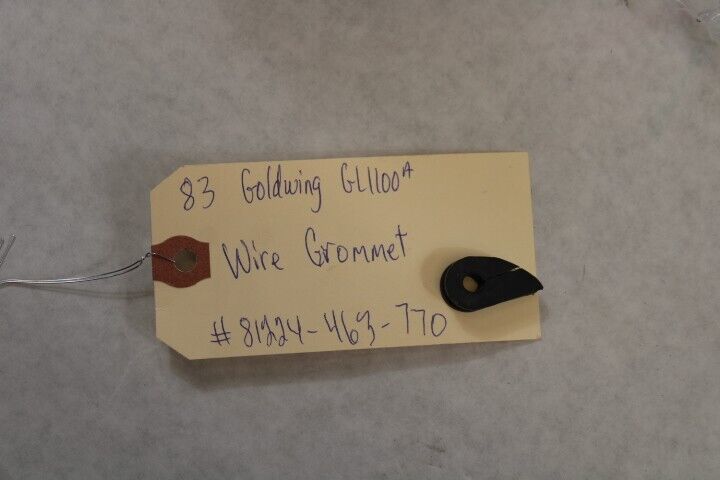 83 Goldwing GL1100A
Wire Grommet
# 81224-463-770